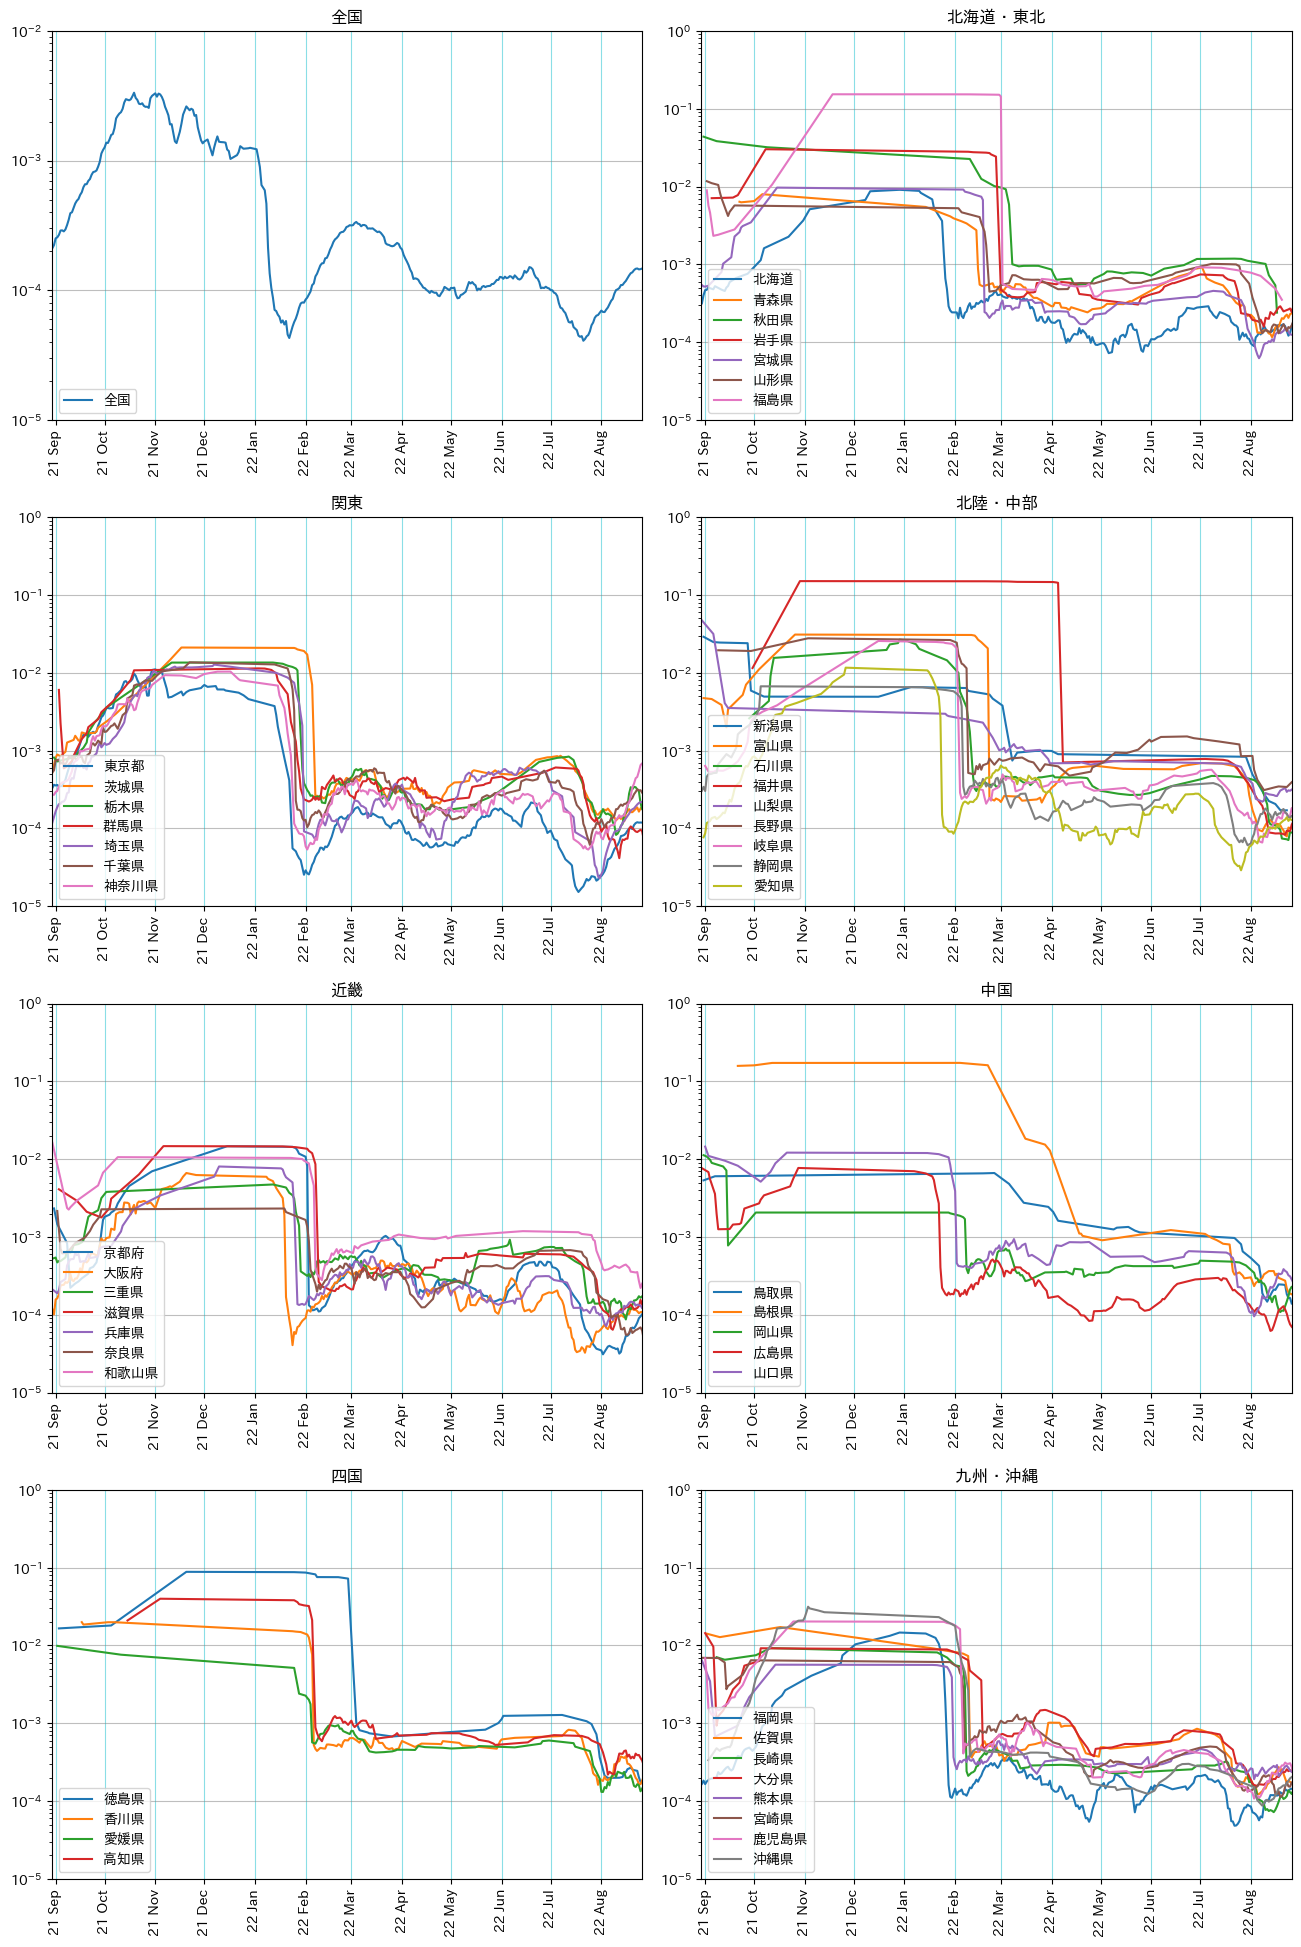 全国
10⁻²
10⁻³
10⁻⁴
10⁻⁵
全国
21 Sep
21 Oct
21 Nov
21 Dec
22 Jan
22 Feb
22 Mar
22 Apr
22 May
22 Jun
22 Jul
22 Aug
北海道・東北
10⁰
10⁻¹
10⁻²
10⁻³
10⁻⁴
10⁻⁵
北海道
青森県
秋田県
岩手県
宮城県
山形県
福島県
21 Sep
21 Oct
21 Nov
21 Dec
22 Jan
22 Feb
22 Mar
22 Apr
22 May
22 Jun
22 Jul
22 Aug
関東
10⁰
10⁻¹
10⁻²
10⁻³
10⁻⁴
10⁻⁵
東京都
茨城県
栃木県
群馬県
埼玉県
千葉県
神奈川県
21 Sep
21 Oct
21 Nov
21 Dec
22 Jan
22 Feb
22 Mar
22 Apr
22 May
22 Jun
22 Jul
22 Aug
北陸・中部
10⁰
10⁻¹
10⁻²
10⁻³
10⁻⁴
10⁻⁵
新潟県
富山県
石川県
福井県
山梨県
長野県
岐阜県
静岡県
愛知県
21 Sep
21 Oct
21 Nov
21 Dec
22 Jan
22 Feb
22 Mar
22 Apr
22 May
22 Jun
22 Jul
22 Aug
近畿
10⁰
10⁻¹
10⁻²
10⁻³
10⁻⁴
10⁻⁵
京都府
大阪府
三重県
滋賀県
兵庫県
奈良県
和歌山県
21 Sep
21 Oct
21 Nov
21 Dec
22 Jan
22 Feb
22 Mar
22 Apr
22 May
22 Jun
22 Jul
22 Aug
中国
10⁰
10⁻¹
10⁻²
10⁻³
10⁻⁴
10⁻⁵
鳥取県
島根県
岡山県
広島県
山口県
21 Sep
21 Oct
21 Nov
21 Dec
22 Jan
22 Feb
22 Mar
22 Apr
22 May
22 Jun
22 Jul
22 Aug
四国
10⁰
10⁻¹
10⁻²
10⁻³
10⁻⁴
10⁻⁵
徳島県
香川県
愛媛県
高知県
21 Sep
21 Oct
21 Nov
21 Dec
22 Jan
22 Feb
22 Mar
22 Apr
22 May
22 Jun
22 Jul
22 Aug
九州・沖縄
10⁰
10⁻¹
10⁻²
10⁻³
10⁻⁴
10⁻⁵
福岡県
佐賀県
長崎県
大分県
熊本県
宮崎県
鹿児島県
沖縄県
21 Sep
21 Oct
21 Nov
21 Dec
22 Jan
22 Feb
22 Mar
22 Apr
22 May
22 Jun
22 Jul
22 Aug